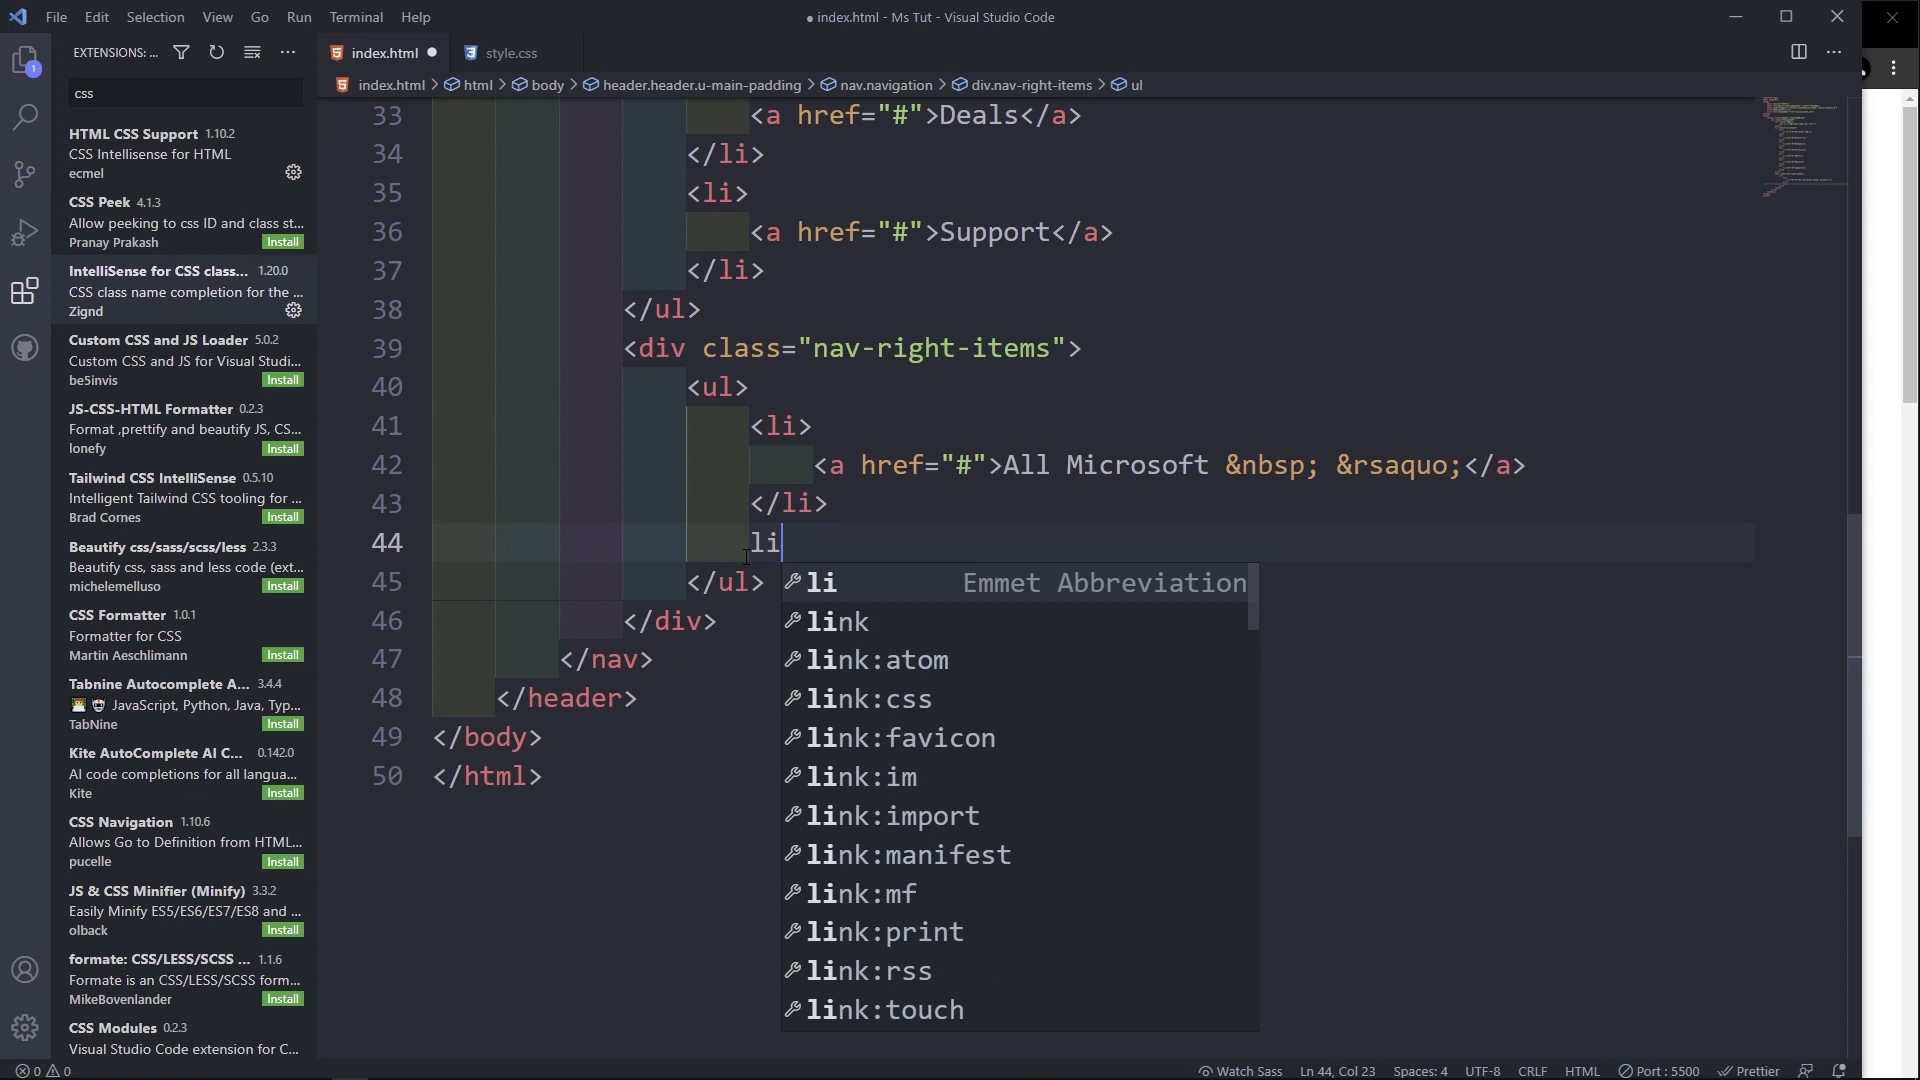 File Edit Selection View Go Run Terminal Help
● index.html - Ms Tut - Visual Studio Code
EXTENSIONS: ...
index.html
style.css
css
index.html > html > body > header.header.u-main-padding > nav.navigation > div.nav-right-items > ul
1
HTML CSS Support 1.10.2
CSS Intellisense for HTML
ecmel
CSS Peek 4.1.3
Allow peeking to css ID and class st...
Pranay Prakash Install
IntelliSense for CSS class... 1.20.0
CSS class name completion for the ...
Zignd
Custom CSS and JS Loader 5.0.2
Custom CSS and JS for Visual Studi...
be5invis Install
JS-CSS-HTML Formatter 0.2.3
Format ,prettify and beautify JS, CS...
lonefy Install
Tailwind CSS IntelliSense 0.5.10
Intelligent Tailwind CSS tooling for ...
Brad Cornes Install
Beautify css/sass/scss/less 2.3.3
Beautify css, sass and less code (ext...
michelemelluso Install
CSS Formatter 1.0.1
Formatter for CSS
Martin Aeschlimann Install
Tabnine Autocomplete A... 3.4.4
JavaScript, Python, Java, Typ...
TabNine Install
Kite AutoComplete AI C... 0.142.0
AI code completions for all langua...
Kite Install
CSS Navigation 1.10.6
Allows Go to Definition from HTML...
pucelle Install
JS & CSS Minifier (Minify) 3.3.2
Easily Minify ES5/ES6/ES7/ES8 and ...
olback Install
formate: CSS/LESS/SCSS ... 1.1.6
Formate is an CSS/LESS/SCSS form...
MikeBovenlander Install
CSS Modules 0.2.3
Visual Studio Code extension for C...
33 <a href="#">Deals</a>
34 </li>
35 <li>
36 <a href="#">Support</a>
37 </li>
38 </ul>
39 <div class="nav-right-items">
40 <ul>
41 <li>
42 <a href="#">All Microsoft &nbsp; &rsaquo;</a>
43 </li>
44 li
45 </ul>
46 </div>
47 </nav>
48 </header>
49 </body>
50 </html>
li Emmet Abbreviation
link
link:atom
link:css
link:favicon
link:im
link:import
link:manifest
link:mf
link:print
link:rss
link:touch
0 0 Watch Sass Ln 44, Col 23 Spaces: 4 UTF-8 CRLF HTML Port : 5500 Prettier